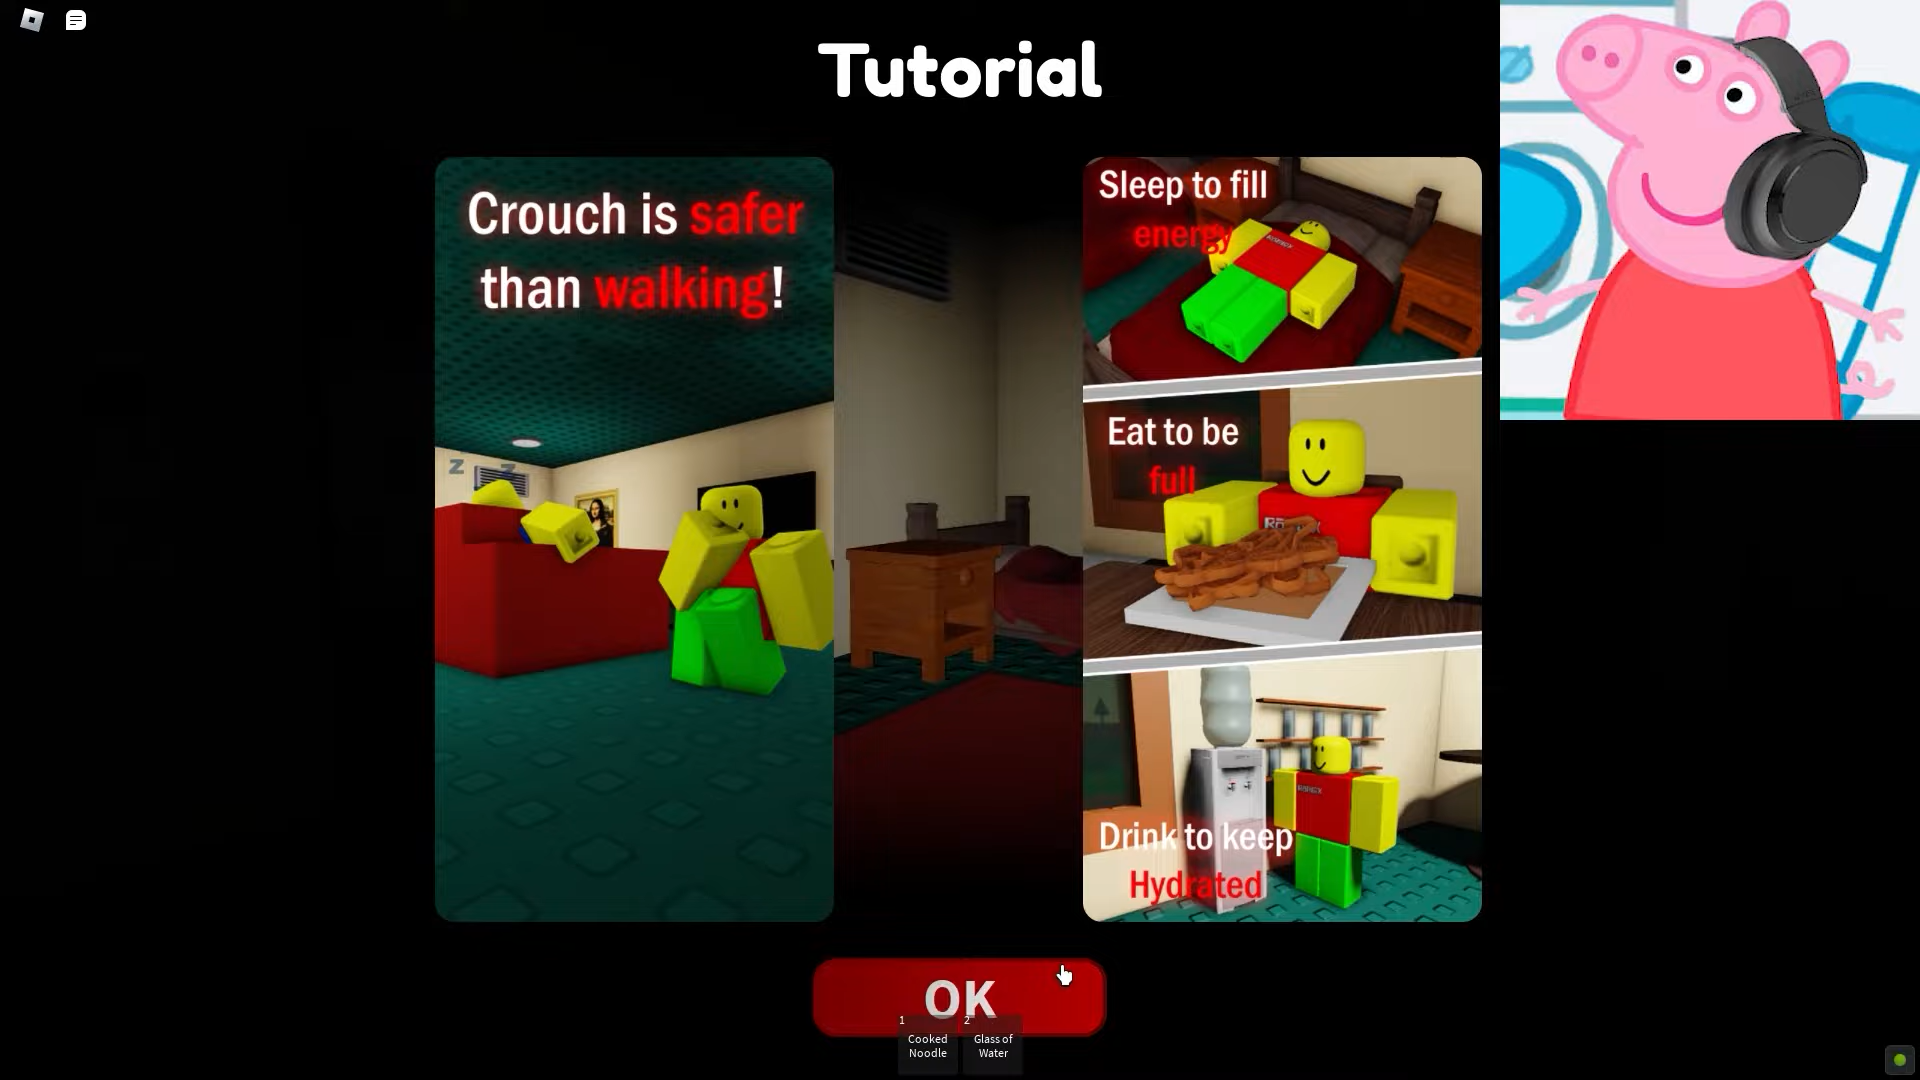 Tutorial
Crouch is safer
than walking!
z z
Sleep to fill
energy
Eat to be
full
Drink to keep
Hydrated
OK
1 2
Cooked Glass of
Noodle Water